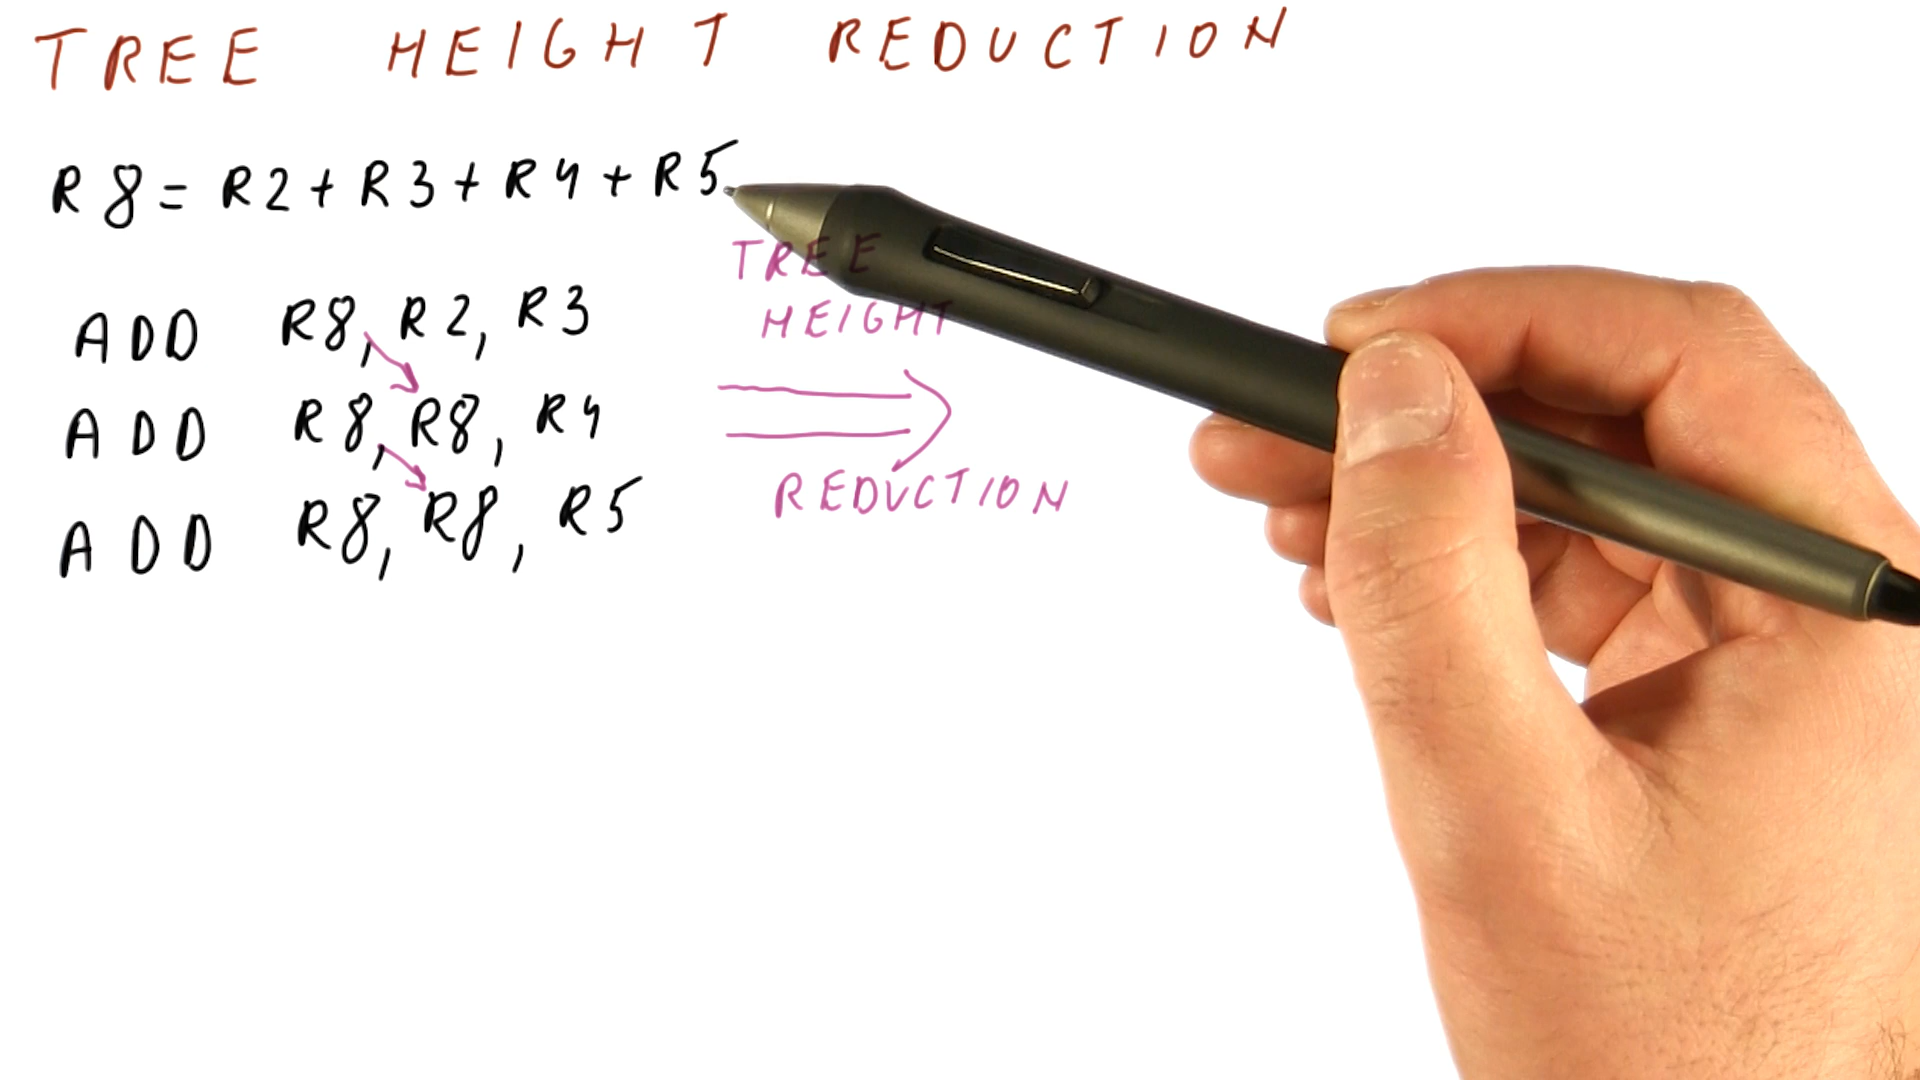 TREE HEIGHT REDUCTION
R8 = R2 + R3 + R4 + R5
ADD R8, R2, R3
ADD R8, R8, R4
ADD R8, R8, R5
TREE
HEIGHT
REDUCTION